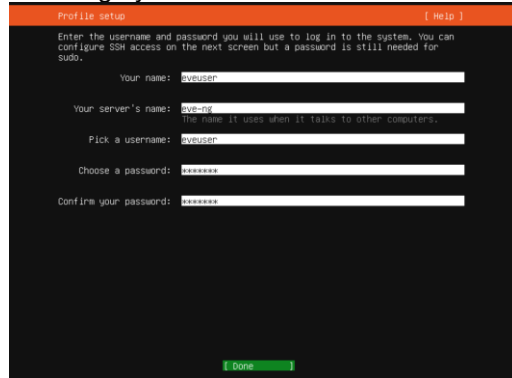 Profile setup [ Help ]
Enter the username and password you will use to log in to the system. You can
configure SSH access on the next screen but a password is still needed for
sudo.
Your name: eveuser
Your server's name: eve-ng
The name it uses when it talks to other computers.
Pick a username: eveuser
Choose a password: *******
Confirm your password: *******
[ Done ]